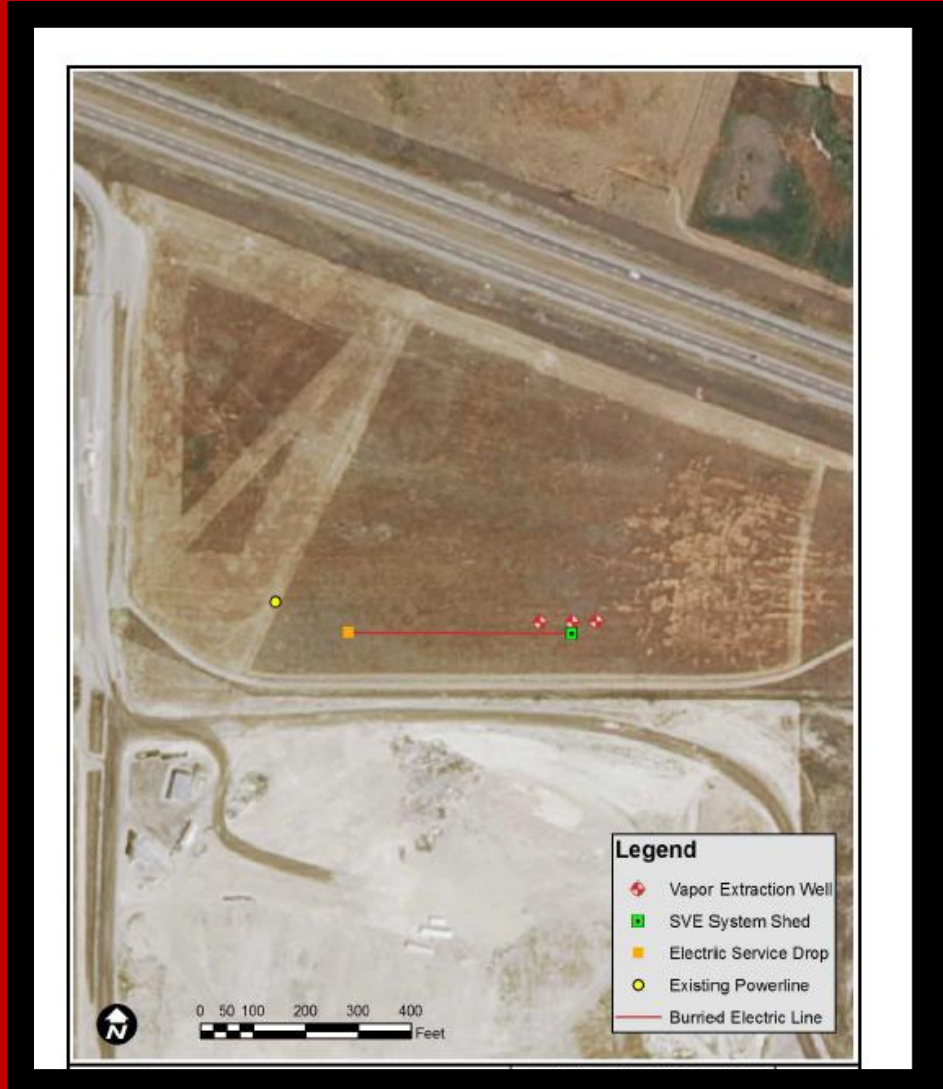 Legend
Vapor Extraction Well
SVE System Shed
Electric Service Drop
Existing Powerline
Burried Electric Line
0 50 100 200 300 400
Feet
N